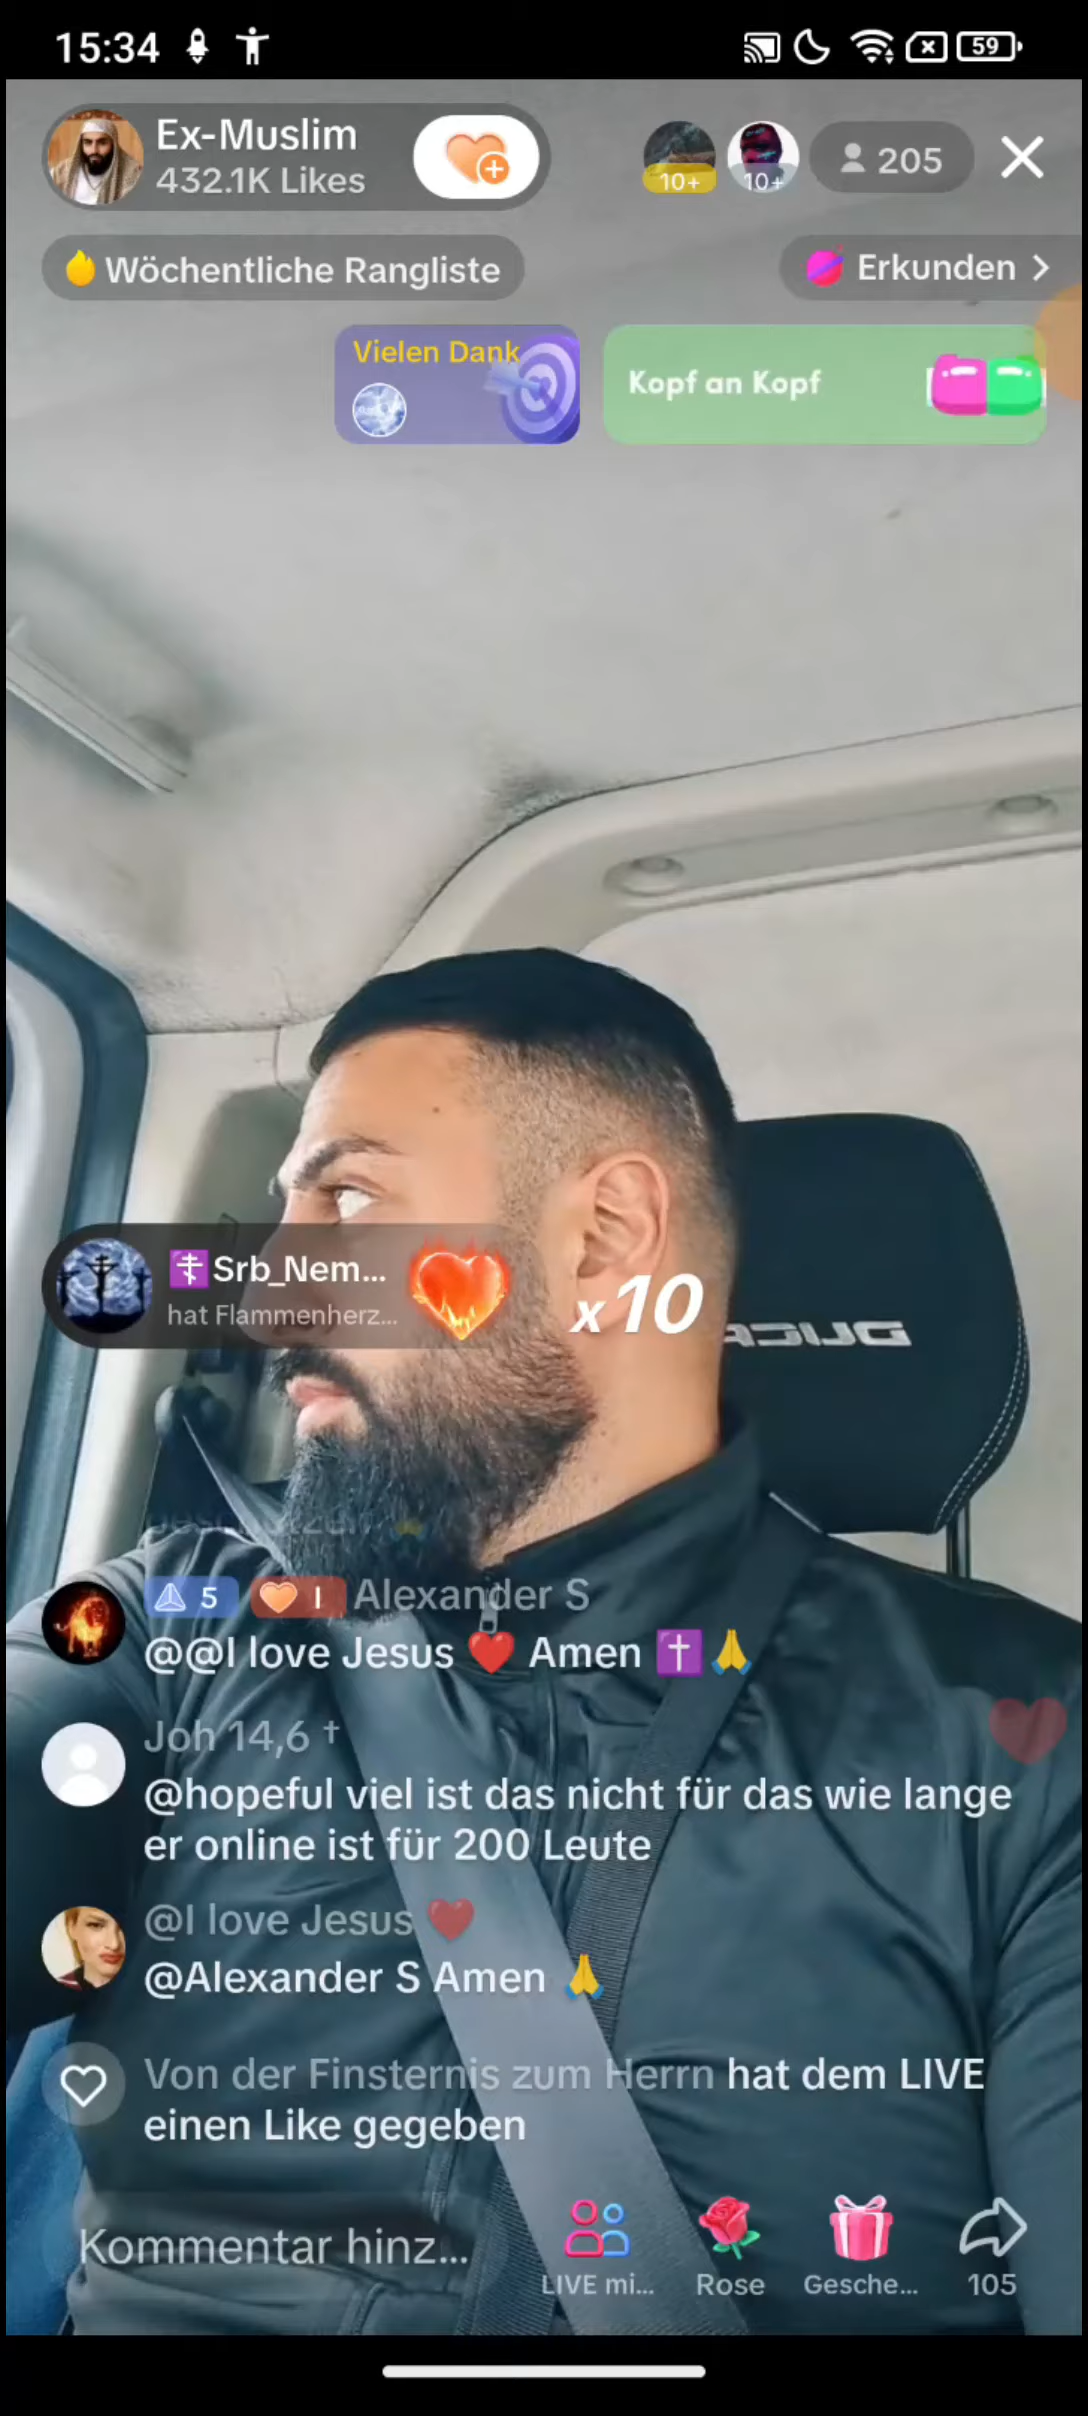 15:34
59
Ex-Muslim
432.1K Likes
10+
10+
205
Wöchentliche Rangliste
Erkunden >
Vielen Dank
Kopf an Kopf
Srb_Nem...
hat Flammenherz...
x10
5
1
Alexander S
@@I love Jesus ❤️ Amen ✝️🙏
Joh 14,6 †
@hopeful viel ist das nicht für das wie lange
er online ist für 200 Leute
@I love Jesus ❤️
@Alexander S Amen 🙏
Von der Finsternis zum Herrn hat dem LIVE
einen Like gegeben
Kommentar hinz...
LIVE mi...
Rose
Gesche...
105